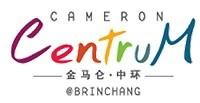 CAMERON
CentruM
金马仑·中环
@BRINCHANG